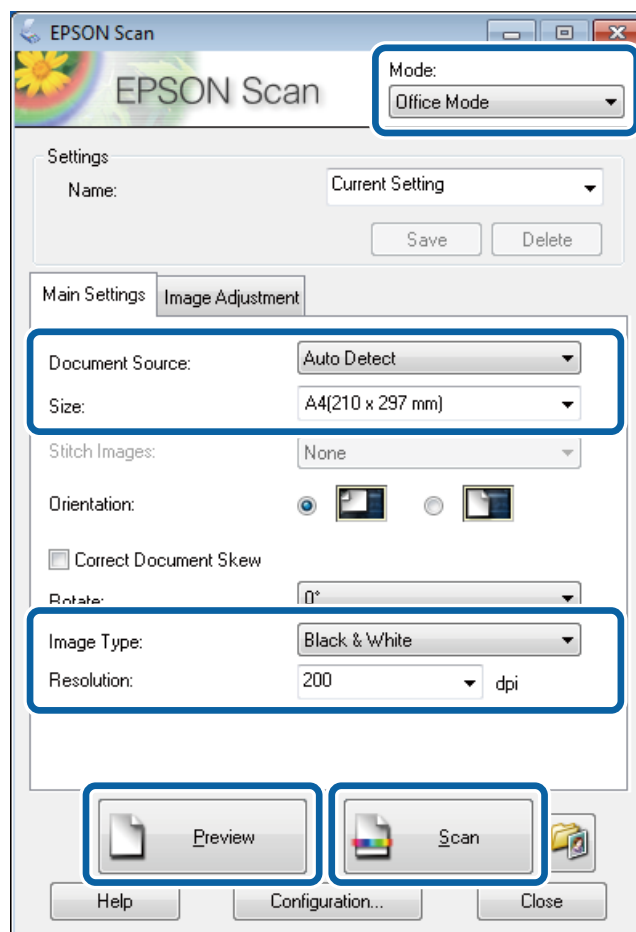 EPSON Scan
EPSON Scan
Mode:
Office Mode
Settings
Name: Current Setting
Save Delete
Main Settings Image Adjustment
Document Source: Auto Detect
Size: A4(210 x 297 mm)
Stitch Images: None
Orientation:
Correct Document Skew
Rotate: 0°
Image Type: Black & White
Resolution: 200 dpi
Preview Scan
Help Configuration... Close